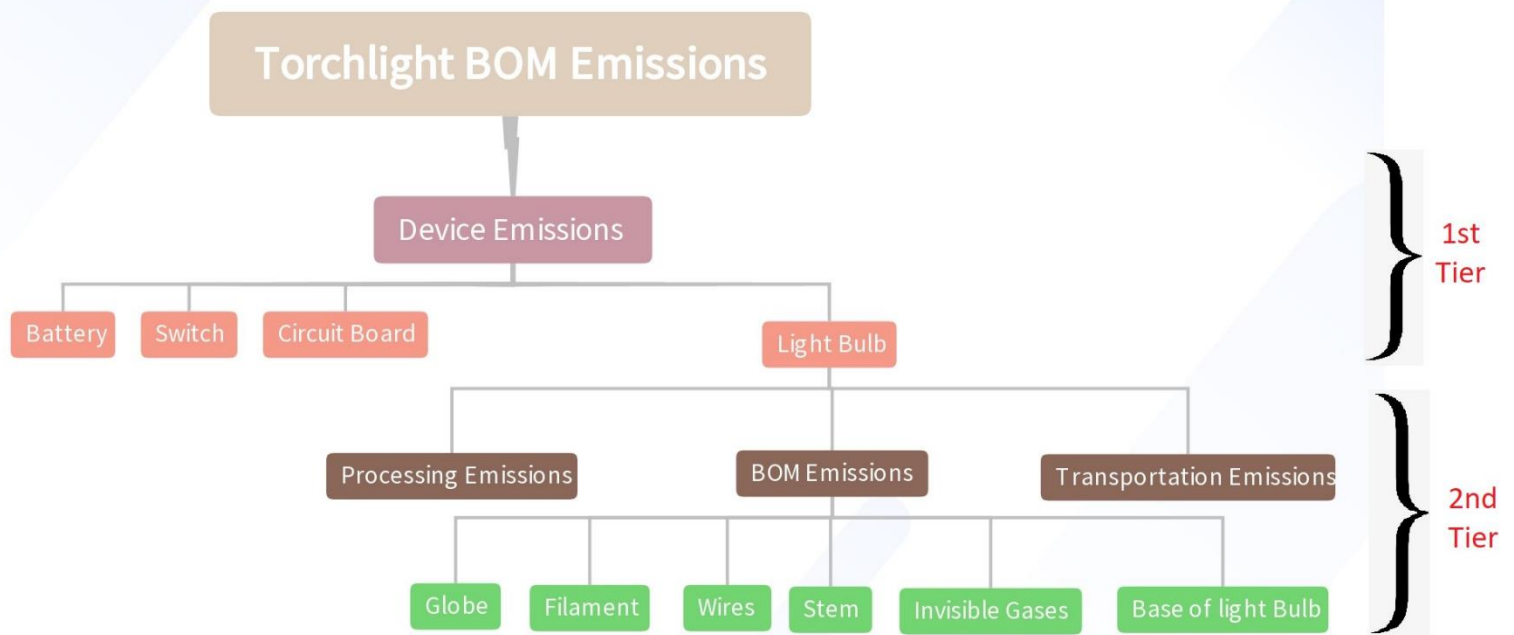 Torchlight BOM Emissions
Device Emissions
1st
Tier
Battery
Switch
Circuit Board
Light Bulb
Processing Emissions
BOM Emissions
Transportation Emissions
2nd
Tier
Globe
Filament
Wires
Stem
Invisible Gases
Base of light Bulb